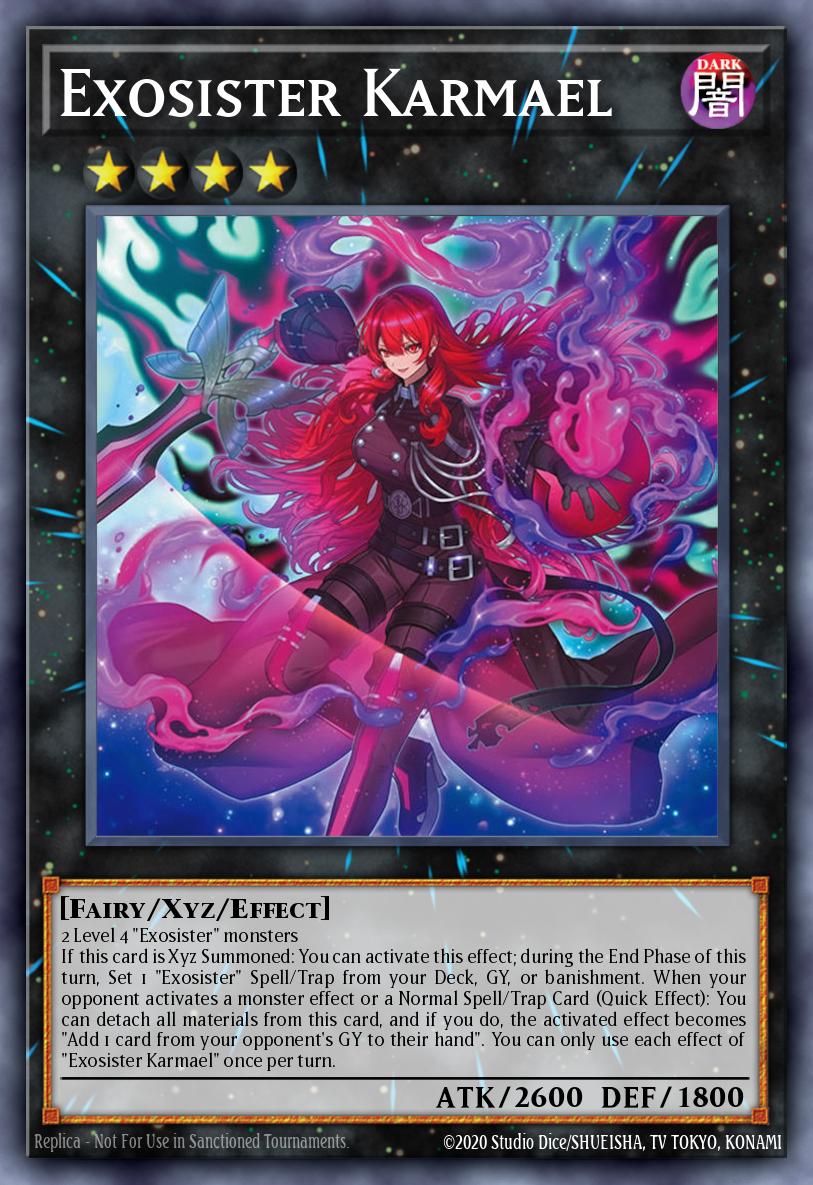 Exosister Karmael
DARK
闇
[Fairy/Xyz/Effect]
2 Level 4 "Exosister" monsters
If this card is Xyz Summoned: You can activate this effect; during the End Phase of this
turn, Set 1 "Exosister" Spell/Trap from your Deck, GY, or banishment. When your
opponent activates a monster effect or a Normal Spell/Trap Card (Quick Effect): You
can detach all materials from this card, and if you do, the activated effect becomes
"Add 1 card from your opponent's GY to their hand". You can only use each effect of
"Exosister Karmael" once per turn.
ATK/2600 DEF/1800
Replica - Not For Use in Sanctioned Tournaments.
©2020 Studio Dice/SHUEISHA, TV TOKYO, KONAMI